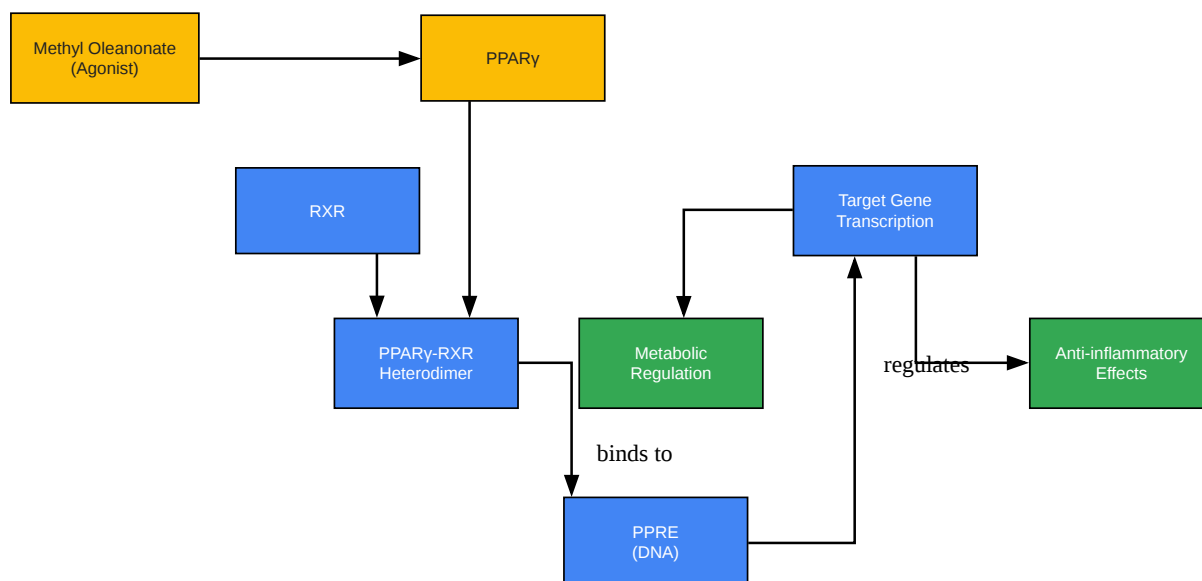 Methyl Oleanonate
(Agonist)
PPARγ
RXR
Target Gene
Transcription
PPARγ-RXR
Heterodimer
Metabolic
Regulation
regulates
Anti-inflammatory
Effects
binds to
PPRE
(DNA)